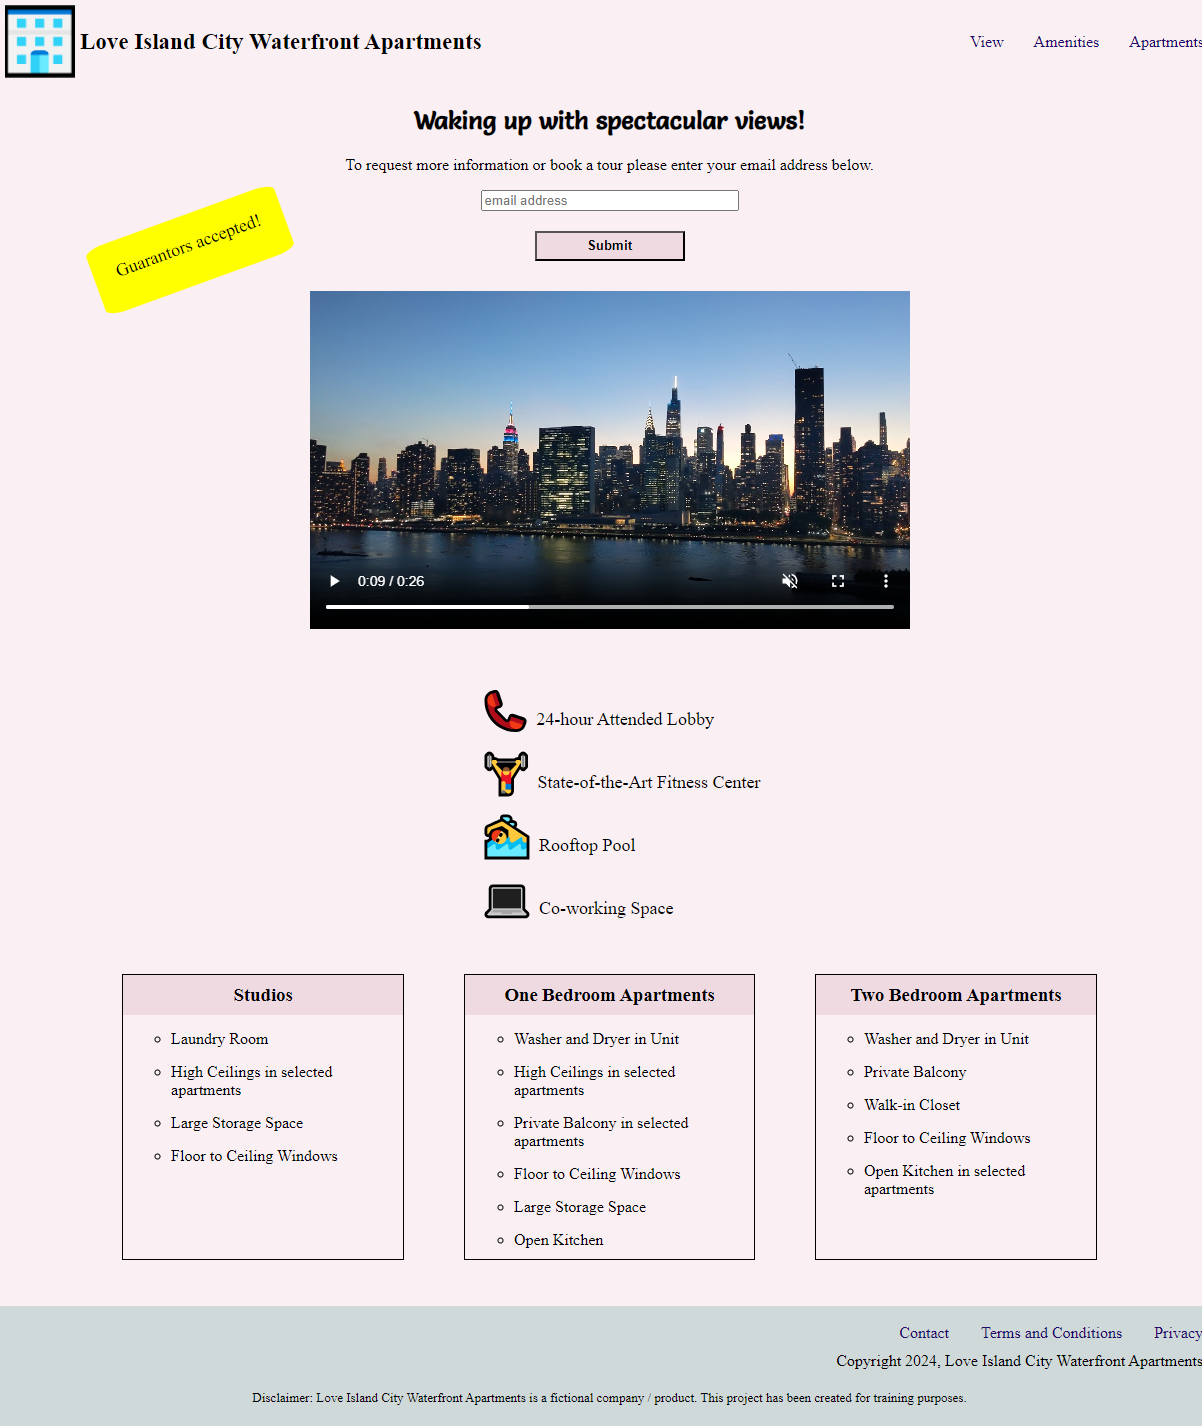 Love Island City Waterfront Apartments
View Amenities Apartments
Waking up with spectacular views!
To request more information or book a tour please enter your email address below.
email address
Submit
Guarantors accepted!
0:09 / 0:26
24-hour Attended Lobby
State-of-the-Art Fitness Center
Rooftop Pool
Co-working Space
Studios
Laundry Room
High Ceilings in selected
apartments
Large Storage Space
Floor to Ceiling Windows
One Bedroom Apartments
Washer and Dryer in Unit
High Ceilings in selected
apartments
Private Balcony in selected
apartments
Floor to Ceiling Windows
Large Storage Space
Open Kitchen
Two Bedroom Apartments
Washer and Dryer in Unit
Private Balcony
Walk-in Closet
Floor to Ceiling Windows
Open Kitchen in selected
apartments
Contact Terms and Conditions Privacy
Copyright 2024, Love Island City Waterfront Apartments
Disclaimer: Love Island City Waterfront Apartments is a fictional company / product. This project has been created for training purposes.